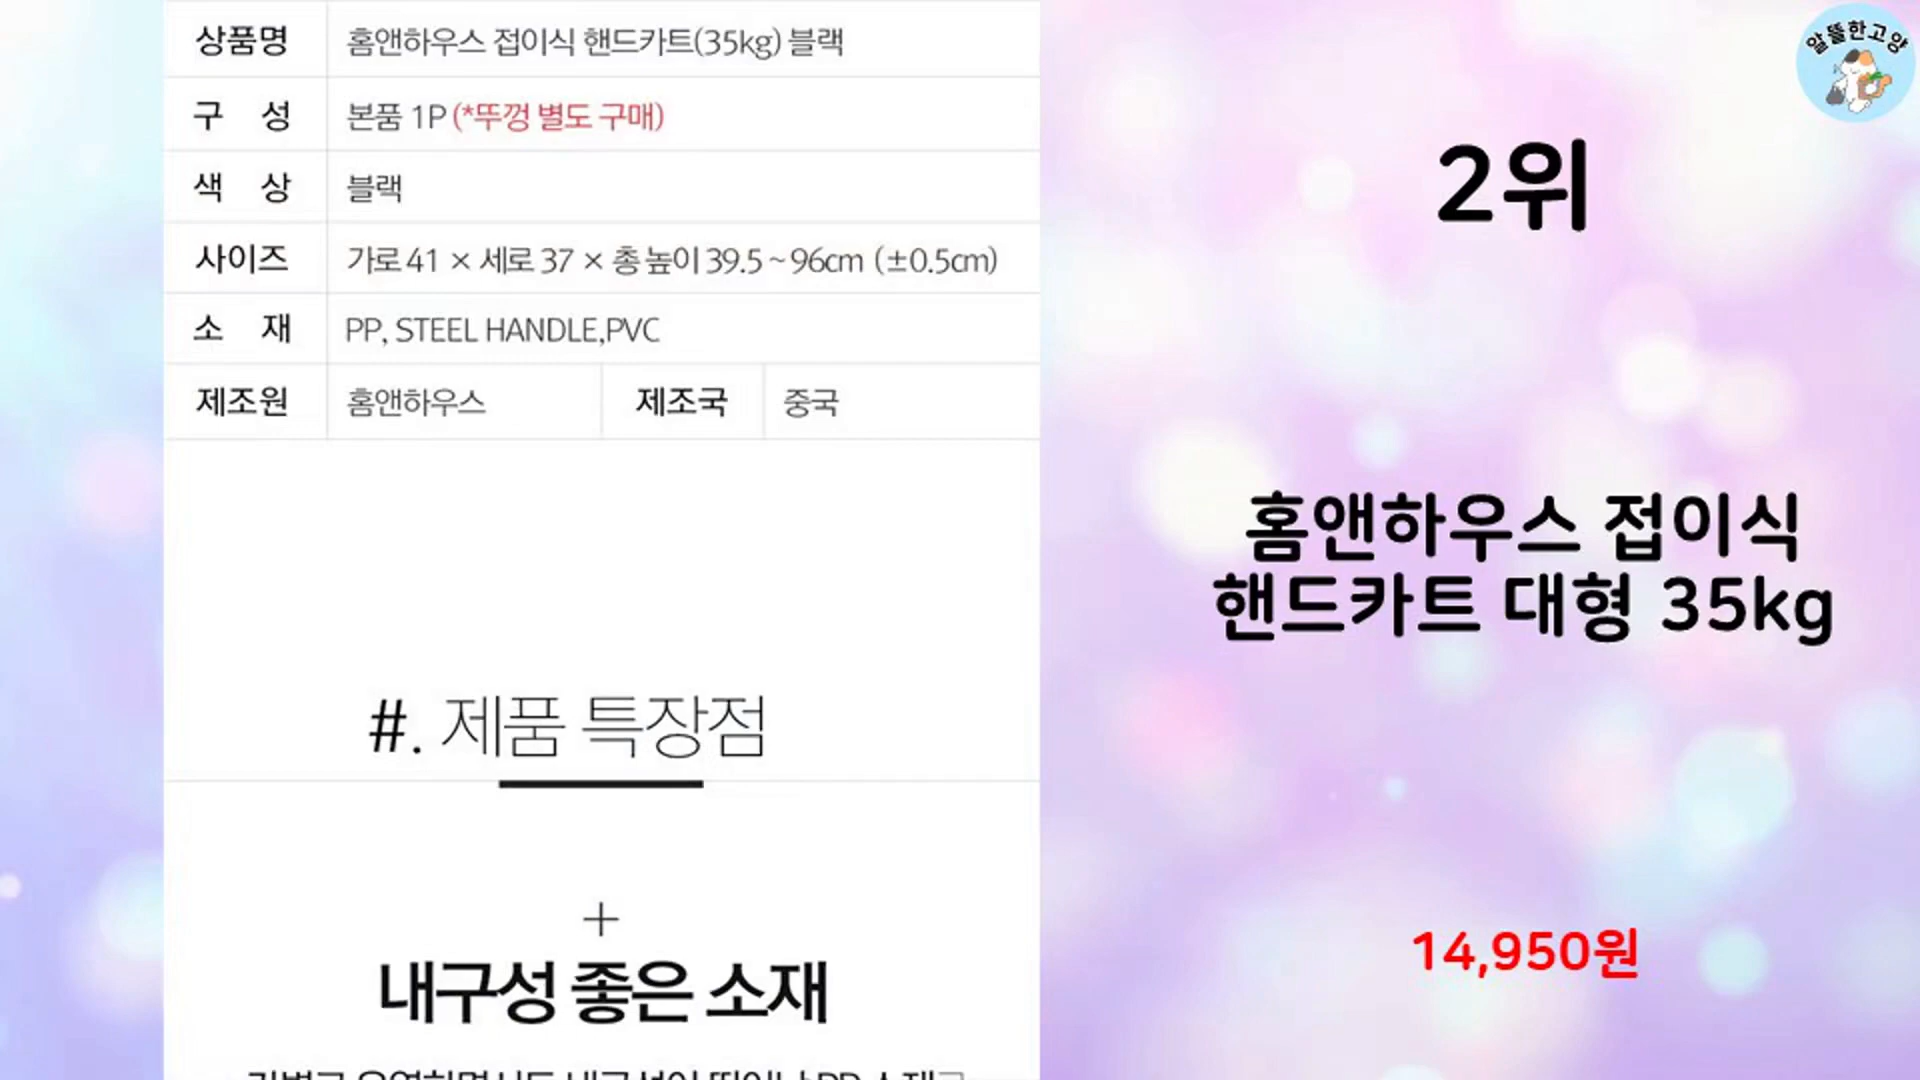 상품명 홈앤하우스 접이식 핸드카트(35kg) 블랙
구 성 본품 1P (*뚜껑 별도 구매)
색 상 블랙
사이즈 가로 41 × 세로 37 × 총 높이 39.5 ~ 96cm (±0.5cm)
소 재 PP, STEEL HANDLE,PVC
제조원 홈앤하우스 제조국 중국
#. 제품 특장점
+
내구성 좋은 소재
알뜰한고양
2위
홈앤하우스 접이식
핸드카트 대형 35kg
14,950원